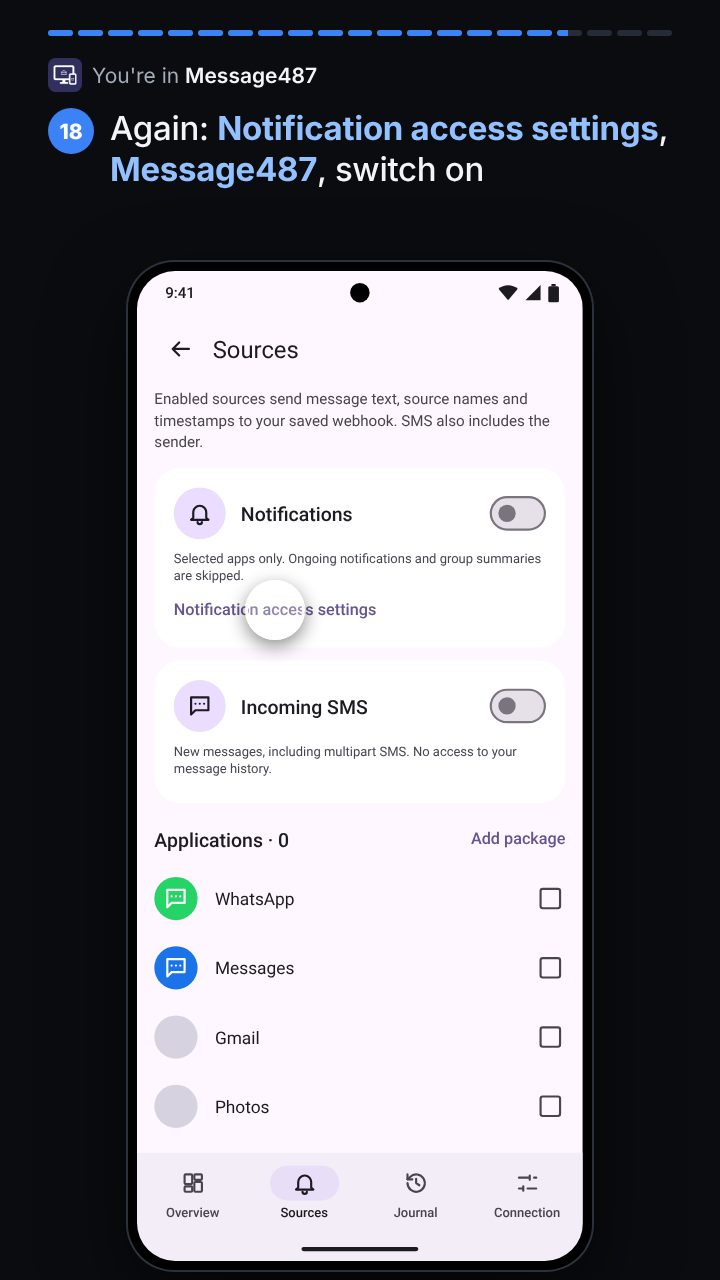 You're in Message487
18
Again: Notification access settings,
Message487, switch on
9:41
Sources
Enabled sources send message text, source names and
timestamps to your saved webhook. SMS also includes the
sender.
Notifications
Selected apps only. Ongoing notifications and group summaries
are skipped.
Notification access settings
Incoming SMS
New messages, including multipart SMS. No access to your
message history.
Applications · 0
Add package
WhatsApp
Messages
Gmail
Photos
Overview
Sources
Journal
Connection